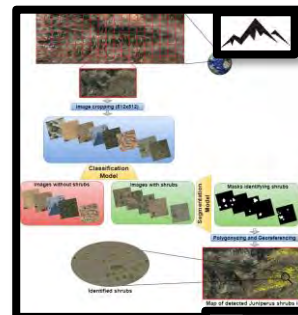 Image cropping (512x512)
Classification
Model
Images without shrubs
Images with shrubs
Segmentation
Model
Masks identifying shrubs
Polygonizing and Georeferencing
Identified shrubs
Map of detected Juniperus shrubs i